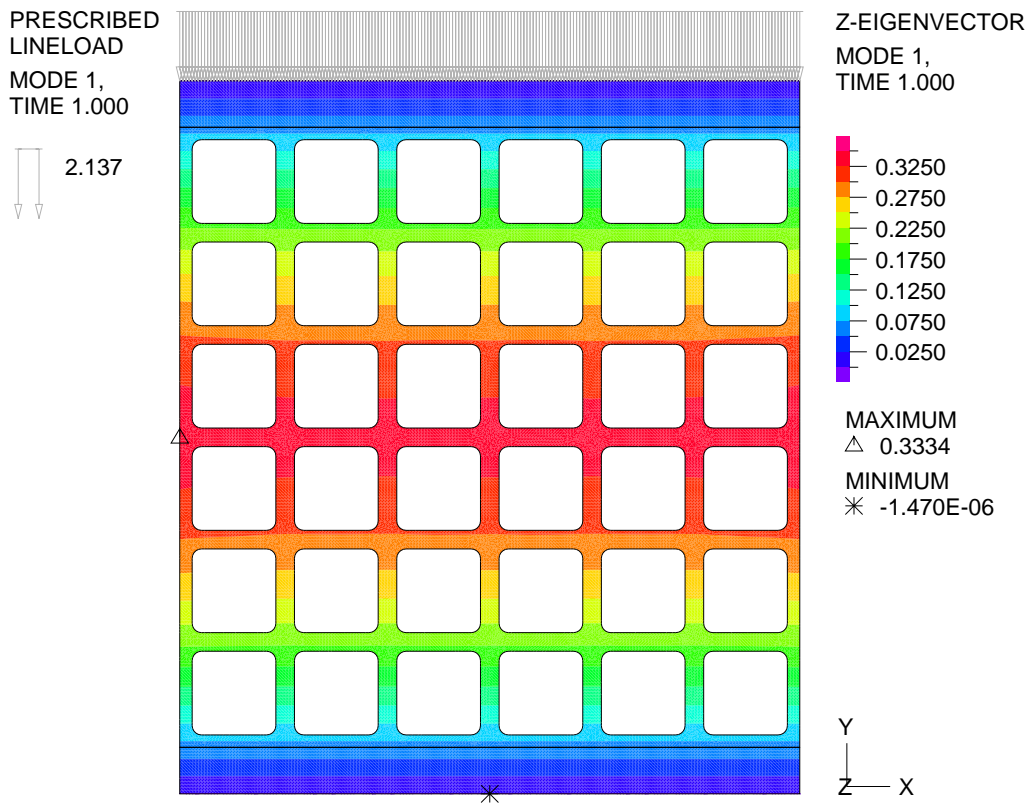 PRESCRIBED
LINELOAD
MODE 1,
TIME 1.000
2.137
Z-EIGENVECTOR
MODE 1,
TIME 1.000
0.3250
0.2750
0.2250
0.1750
0.1250
0.0750
0.0250
MAXIMUM
0.3334
MINIMUM
-1.470E-06
Y
Z X